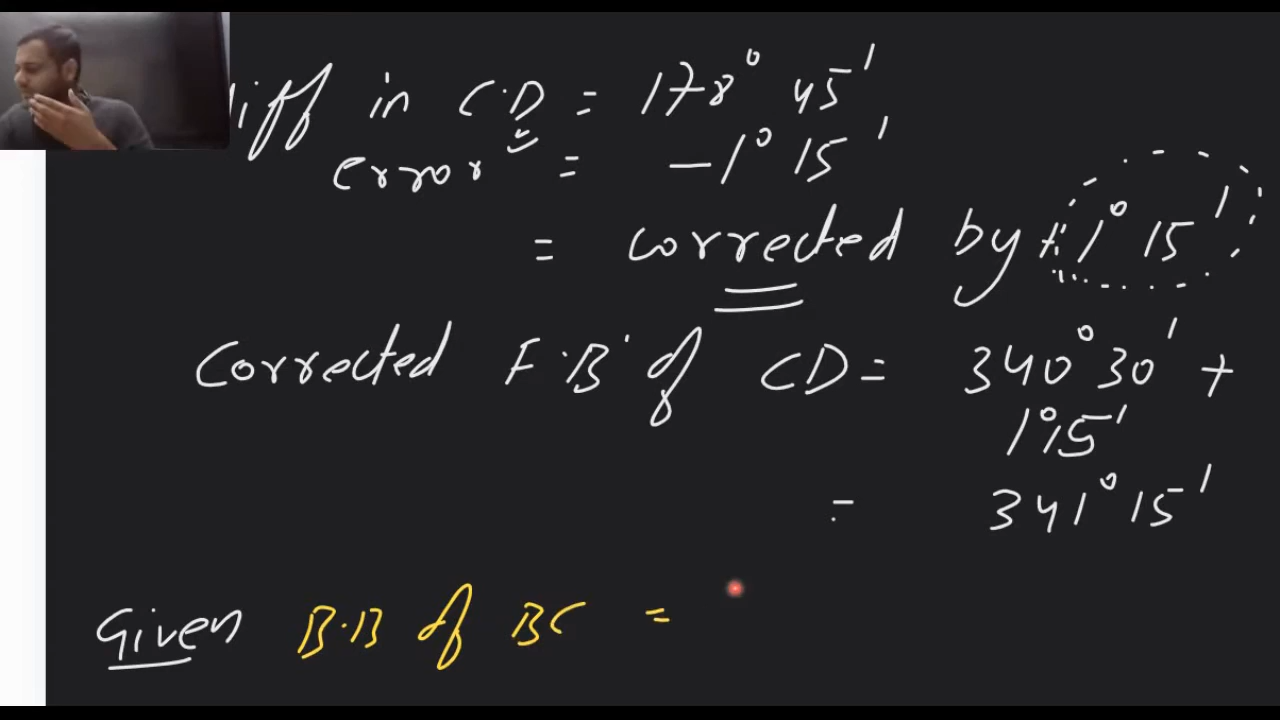 diff in C.D = 178° 45'
error = -1° 15'
= corrected by +1° 15'
Corrected F.B of CD = 340° 30' +
1° 15'
= 341° 15'
Given B.B of BC =